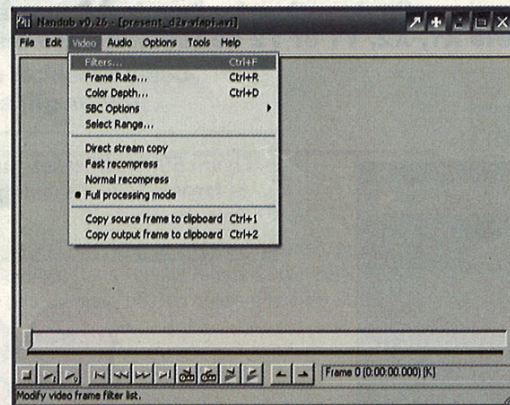 Nandub v0.26 - [present_d2v-vfapi.avi]
File Edit Video Audio Options Tools Help
Filters... Ctrl+F
Frame Rate... Ctrl+R
Color Depth... Ctrl+D
SBC Options
Select Range...
Direct stream copy
Fast recompress
Normal recompress
Full processing mode
Copy source frame to clipboard Ctrl+1
Copy output frame to clipboard Ctrl+2
Frame 0 (0:00:00.000) [K]
Modify video frame filter list.